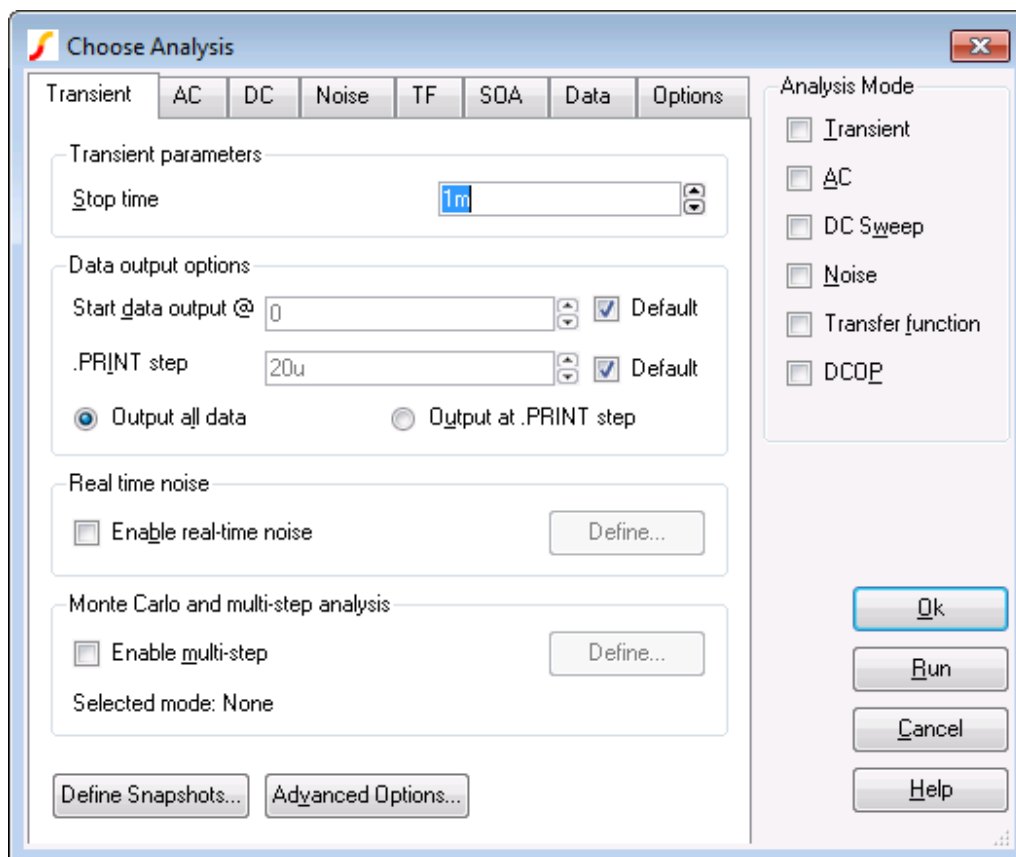 Choose Analysis
Transient AC DC Noise TF SOA Data Options
Transient parameters
Stop time 1m
Data output options
Start data output @ 0 Default
.PRINT step 20u Default
Output all data Output at .PRINT step
Real time noise
Enable real-time noise Define...
Monte Carlo and multi-step analysis
Enable multi-step Define...
Selected mode: None
Define Snapshots... Advanced Options...
Analysis Mode
Transient
AC
DC Sweep
Noise
Transfer function
DCOP
Ok
Run
Cancel
Help